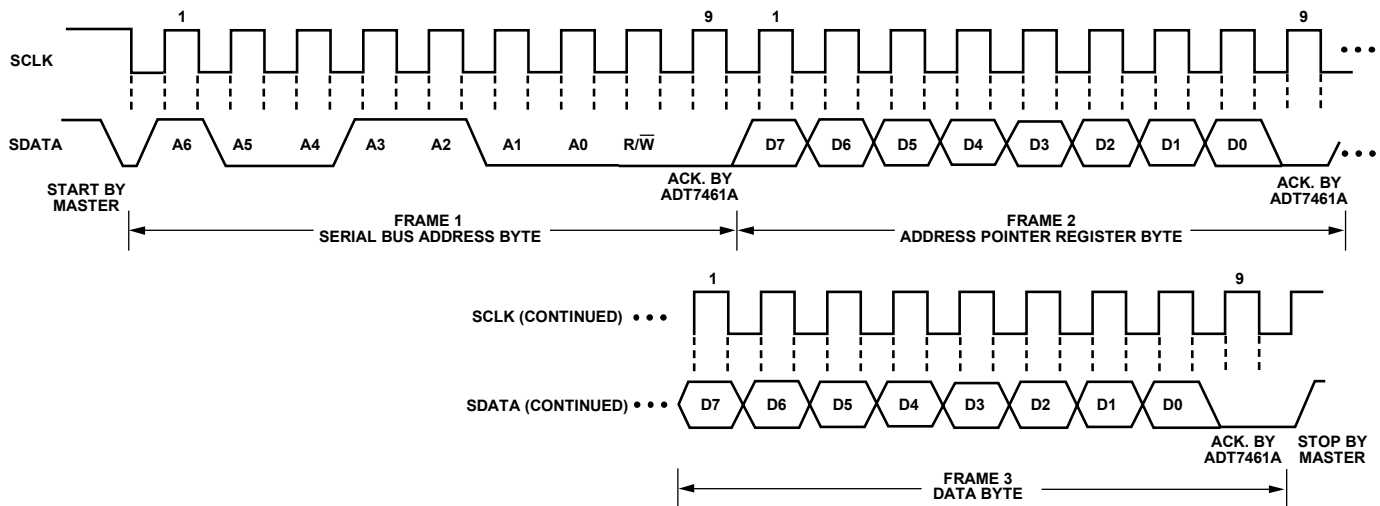 1 9 1 9
SCLK
SDATA A6 A5 A4 A3 A2 A1 A0 R/W̅ D7 D6 D5 D4 D3 D2 D1 D0
START BY
MASTER
ACK. BY
ADT7461A
ACK. BY
ADT7461A
FRAME 1
SERIAL BUS ADDRESS BYTE
FRAME 2
ADDRESS POINTER REGISTER BYTE
1 9
SCLK (CONTINUED)
SDATA (CONTINUED) D7 D6 D5 D4 D3 D2 D1 D0
ACK. BY
ADT7461A
STOP BY
MASTER
FRAME 3
DATA BYTE